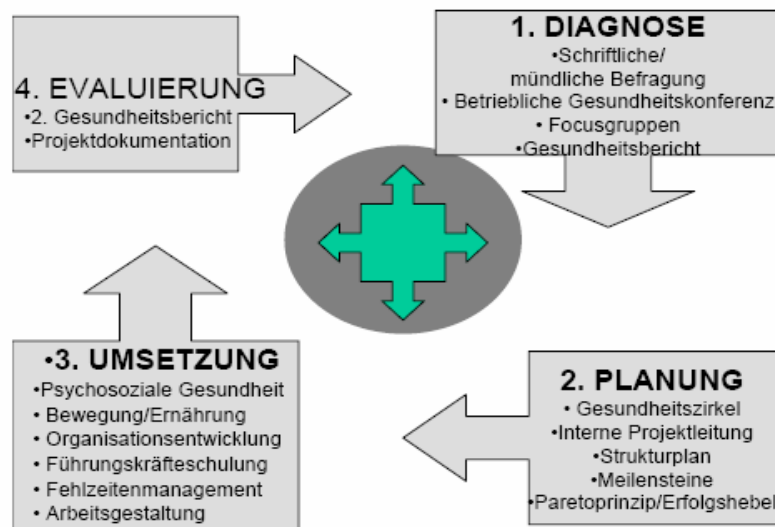 1. DIAGNOSE
•Schriftliche/
mündliche Befragung
• Betriebliche Gesundheitskonferenz
• Focusgruppen
•Gesundheitsbericht
2. PLANUNG
• Gesundheitszirkel
•Interne Projektleitung
•Strukturplan
•Meilensteine
•Paretoprinzip/Erfolgshebel
•3. UMSETZUNG
•Psychosoziale Gesundheit
• Bewegung/Ernährung
• Organisationsentwicklung
• Führungskräfteschulung
• Fehlzeitenmanagement
• Arbeitsgestaltung
4. EVALUIERUNG
•2. Gesundheitsbericht
•Projektdokumentation